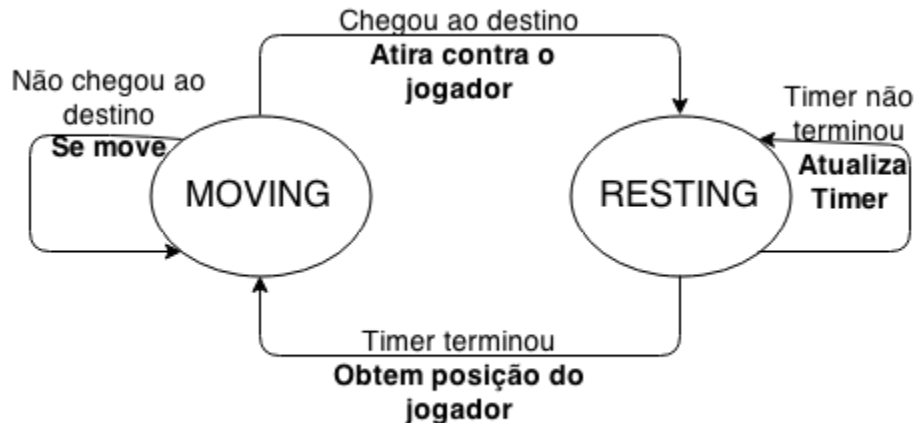 Chegou ao destino
Atira contra o
jogador
Não chegou ao
destino
Se move
MOVING
RESTING
Timer não
terminou
Atualiza
Timer
Timer terminou
Obtem posição do
jogador